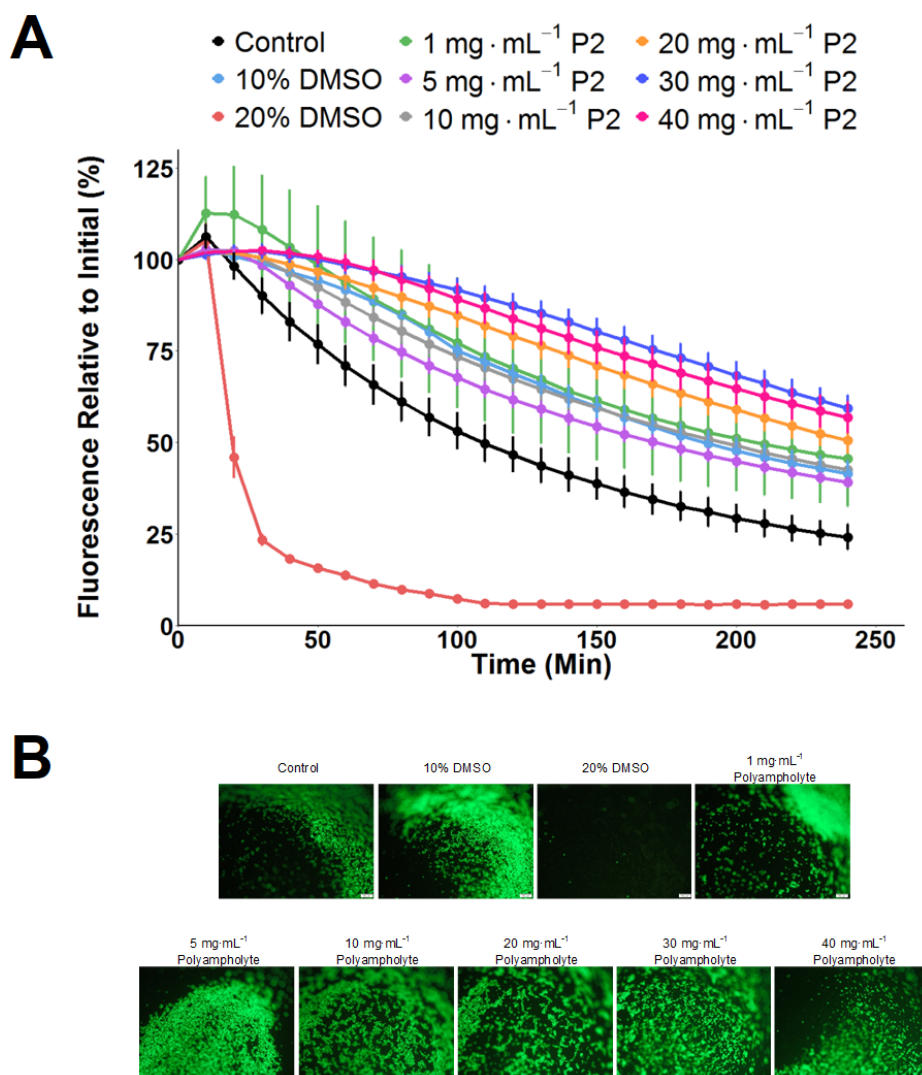 A
Control
1 mg · mL⁻¹ P2
20 mg · mL⁻¹ P2
10% DMSO
5 mg · mL⁻¹ P2
30 mg · mL⁻¹ P2
20% DMSO
10 mg · mL⁻¹ P2
40 mg · mL⁻¹ P2
Fluorescence Relative to Initial (%)
125
100
75
50
25
0
0
50
100
150
200
250
Time (Min)
B
Control
10% DMSO
20% DMSO
1 mg·mL⁻¹
Polyampholyte
5 mg·mL⁻¹
Polyampholyte
10 mg·mL⁻¹
Polyampholyte
20 mg·mL⁻¹
Polyampholyte
30 mg·mL⁻¹
Polyampholyte
40 mg·mL⁻¹
Polyampholyte